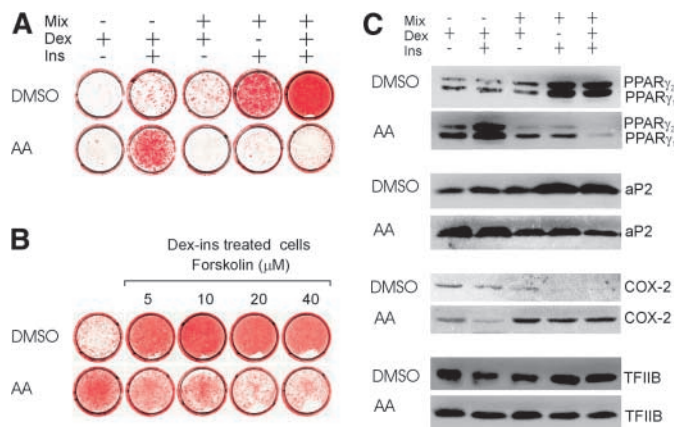 A
Mix - - + + +
Dex + + + - +
Ins - + - + +
DMSO
AA
B
Dex-ins treated cells
Forskolin (μM)
5 10 20 40
DMSO
AA
C
Mix - - + + +
Dex + + + - +
Ins - + - + +
DMSO
PPARγ₂
PPARγ
AA
PPARγ₂
PPARγ
DMSO
aP2
AA
aP2
DMSO
COX-2
AA
COX-2
DMSO
TFIIB
AA
TFIIB